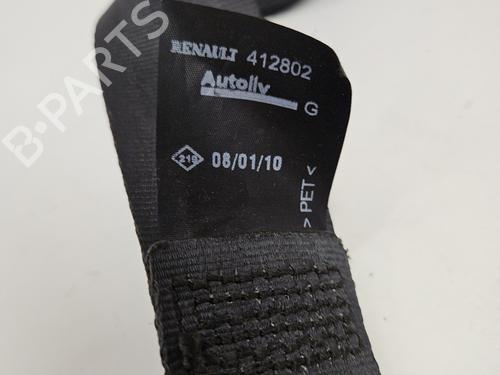 RENAULT 412802
Autoliv
G
219
08/01/10
> PET <
B-PARTS